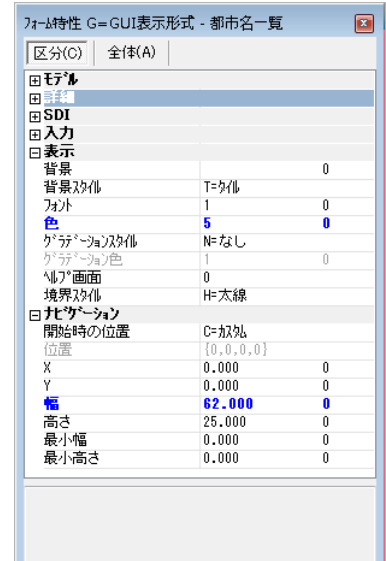 ﾌｫｰﾑ特性 G=GUI表示形式 - 都市名一覧
区分(C) 全体(A)
ﾓﾃﾞﾙ
詳細
SDI
入力
表示
背景 0
背景ｽﾀｲﾙ T=ﾀｲﾙ
ﾌｫﾝﾄ 1 0
色 5 0
ｸﾞﾗﾃﾞｰｼｮﾝｽﾀｲﾙ N=なし
ｸﾞﾗﾃﾞｰｼｮﾝ色 1 0
ﾍﾙﾌﾟ画面 0
境界ｽﾀｲﾙ H=太線
ﾅﾋﾞｹﾞｰｼｮﾝ
開始時の位置 C=ｶｽﾀﾑ
位置 {0,0,0,0}
X 0.000 0
Y 0.000 0
幅 62.000 0
高さ 25.000 0
最小幅 0.000 0
最小高さ 0.000 0